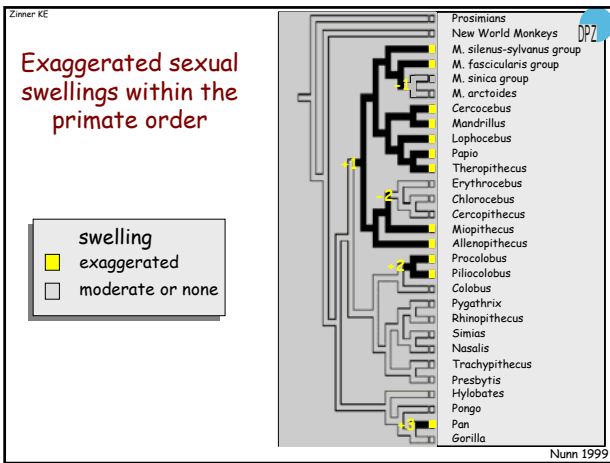 Zinner KE
DPZ
Exaggerated sexual
swellings within the
primate order
swelling
exaggerated
moderate or none
Prosimians
New World Monkeys
M. silenus-sylvanus group
M. fascicularis group
-1
M. sinica group
M. arctoides
Cercocebus
Mandrillus
Lophocebus
Papio
Theropithecus
+1
Erythrocebus
-2
Chlorocebus
Cercopithecus
Miopithecus
Allenopithecus
Procolobus
+2
Piliocolobus
Colobus
Pygathrix
Rhinopithecus
Simias
Nasalis
Trachypithecus
Presbytis
Hylobates
Pongo
+3
Pan
Gorilla
Nunn 1999